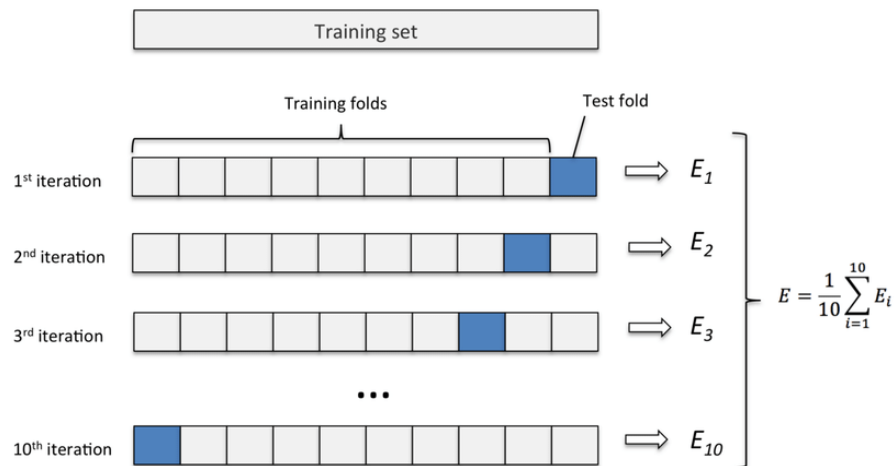 Training set
Training folds
Test fold
1st iteration
E1
2nd iteration
E2
E = 1/10 ∑ i=1 10 Ei
3rd iteration
E3
...
10th iteration
E10